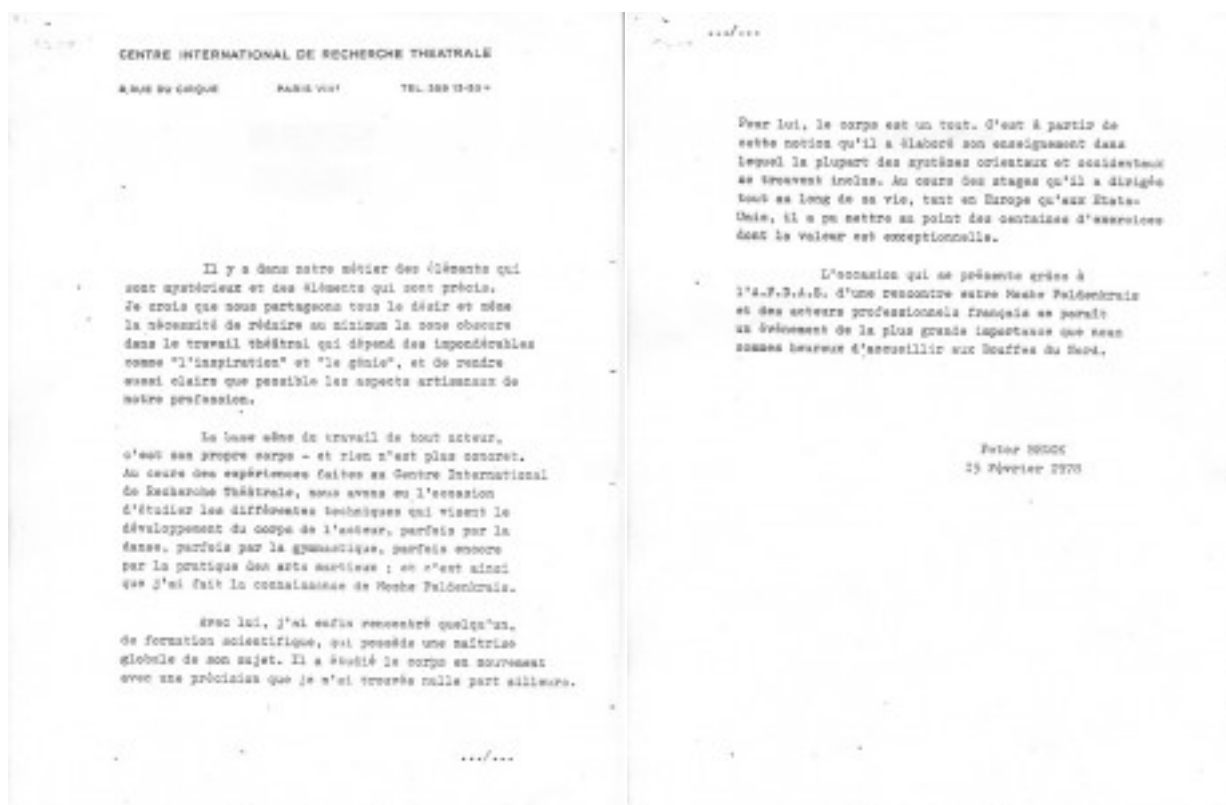 CENTRE INTERNATIONAL DE RECHERCHE THEATRALE
8, RUE DU CIRQUE PARIS VIIIe TEL.
Il y a dans notre métier des éléments qui
sont mystérieux et des éléments qui sont précis.
Je crois que nous partageons tous le désir et même
la nécessité de réduire au minimum la zone obscure
dans le travail théâtral qui dépend des impondérables
comme "l'inspiration" et "le génie", et de rendre
aussi clairs que possible les aspects artisanaux de
notre profession.
La base même du travail de tout acteur,
c'est son propre corps - et rien n'est plus concret.
Au cours des expériences faites au Centre International
de Recherche Théâtrale, nous avons eu l'occasion
d'étudier les différentes techniques qui visent le
développement du corps de l'acteur, parfois par la
danse, parfois par la gymnastique, parfois encore
par la pratique des arts martiaux ; et c'est ainsi
que j'ai fait la connaissance de Moshe Feldenkrais.
Avec lui, j'ai enfin rencontré quelqu'un,
de formation scientifique, qui possède une maîtrise
globale de son sujet. Il a étudié le corps en mouvement
avec une précision que je n'ai trouvée nulle part ailleurs.
.../...
.../...
Pour lui, le corps est un tout. C'est à partir de
cette notion qu'il a élaboré son enseignement dans
lequel la plupart des systèmes orientaux et occidentaux
se trouvent inclus. Au cours des stages qu'il a dirigés
tout au long de sa vie, tant en Europe qu'aux Etats-
Unis, il a pu mettre au point des centaines d'exercices
dont la valeur est exceptionnelle.
L'occasion qui se présente grâce à
l'A.F.D.A.S. d'une rencontre entre Moshe Feldenkrais
et des acteurs professionnels français me paraît
un évènement de la plus grande importance que nous
sommes heureux d'accueillir aux Bouffes du Nord.
Peter BROOK
15 Février 1978